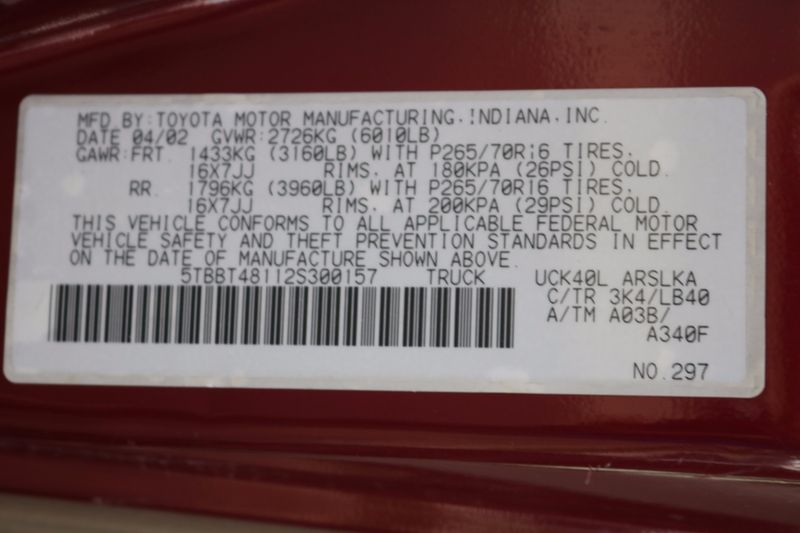 MFD BY:TOYOTA MOTOR MANUFACTURING.INDIANA,INC.
DATE 04/02 GVWR:2726KG (6010LB)
GAWR:FRT. 1433KG (3160LB) WITH P265/70R16 TIRES.
16X7JJ RIMS. AT 180KPA (26PSI) COLD.
RR. 1796KG (3960LB) WITH P265/70R16 TIRES.
16X7JJ RIMS. AT 200KPA (29PSI) COLD.
THIS VEHICLE CONFORMS TO ALL APPLICABLE FEDERAL MOTOR
VEHICLE SAFETY AND THEFT PREVENTION STANDARDS IN EFFECT
ON THE DATE OF MANUFACTURE SHOWN ABOVE.
5TBBT48112S300157 TRUCK UCK40L ARSLKA
C/TR 3K4/LB40
A/TM A03B/
A340F
NO.297